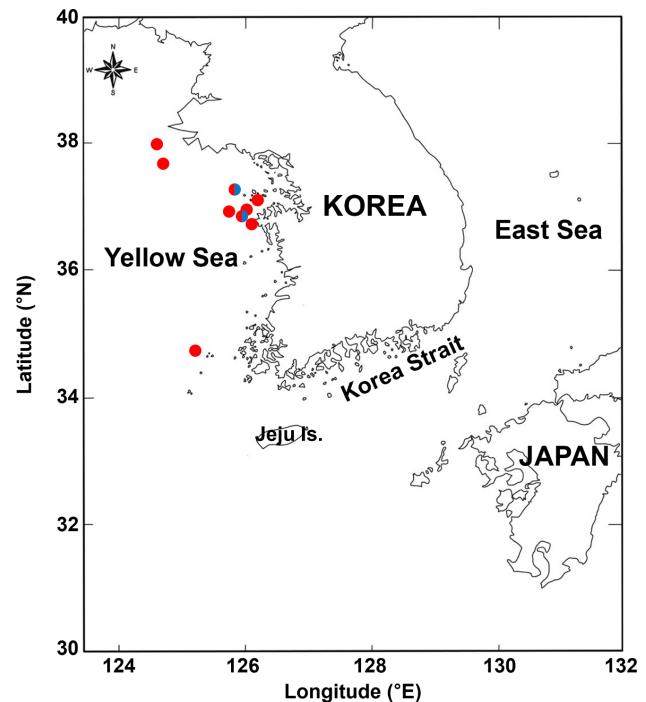 40
N
W E
S
38
KOREA
East Sea
Yellow Sea
36
Latitude (°N)
Korea Strait
34
Jeju Is.
JAPAN
32
30
124 126 128 130 132
Longitude (°E)